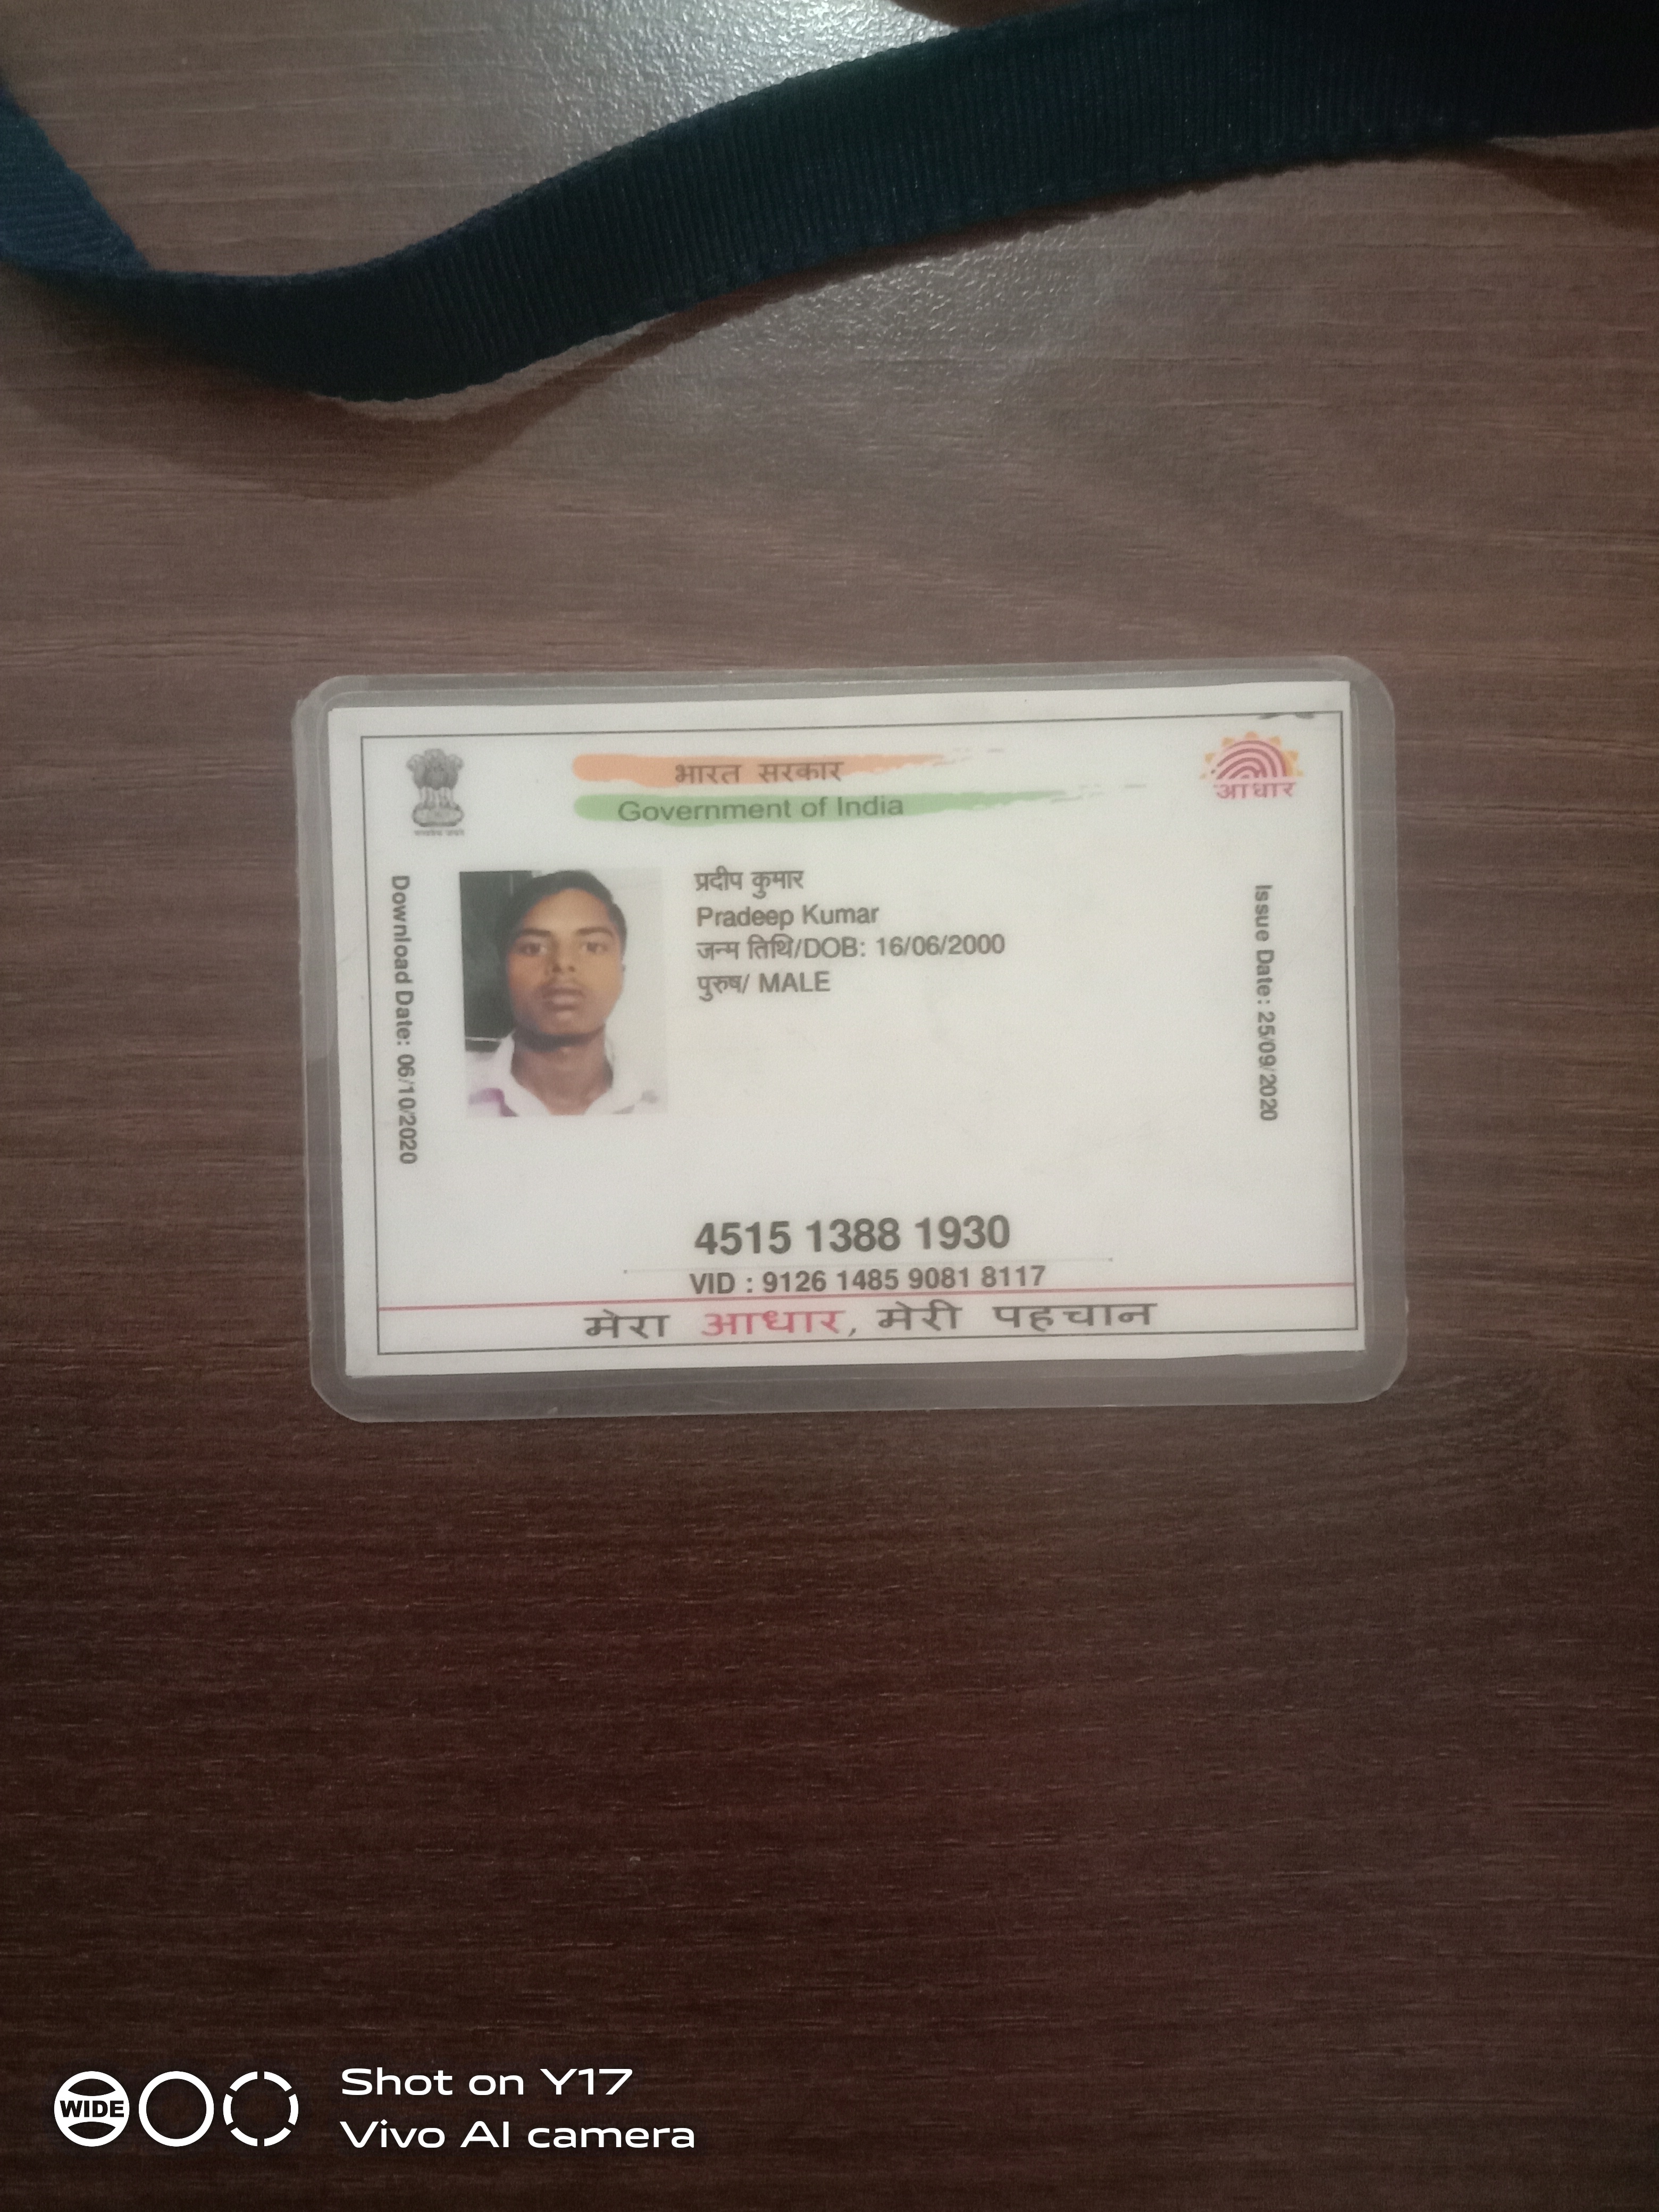 भारत सरकार
Government of India
आधार
Download Date: 06/10/2020
प्रदीप कुमार
Pradeep Kumar
जन्म तिथि/DOB: 16/06/2000
पुरुष/ MALE
Issue Date: 25/09/2020
4515 1388 1930
VID : 9126 1485 9081 8117
मेरा आधार, मेरी पहचान
WIDE
Shot on Y17
Vivo AI camera